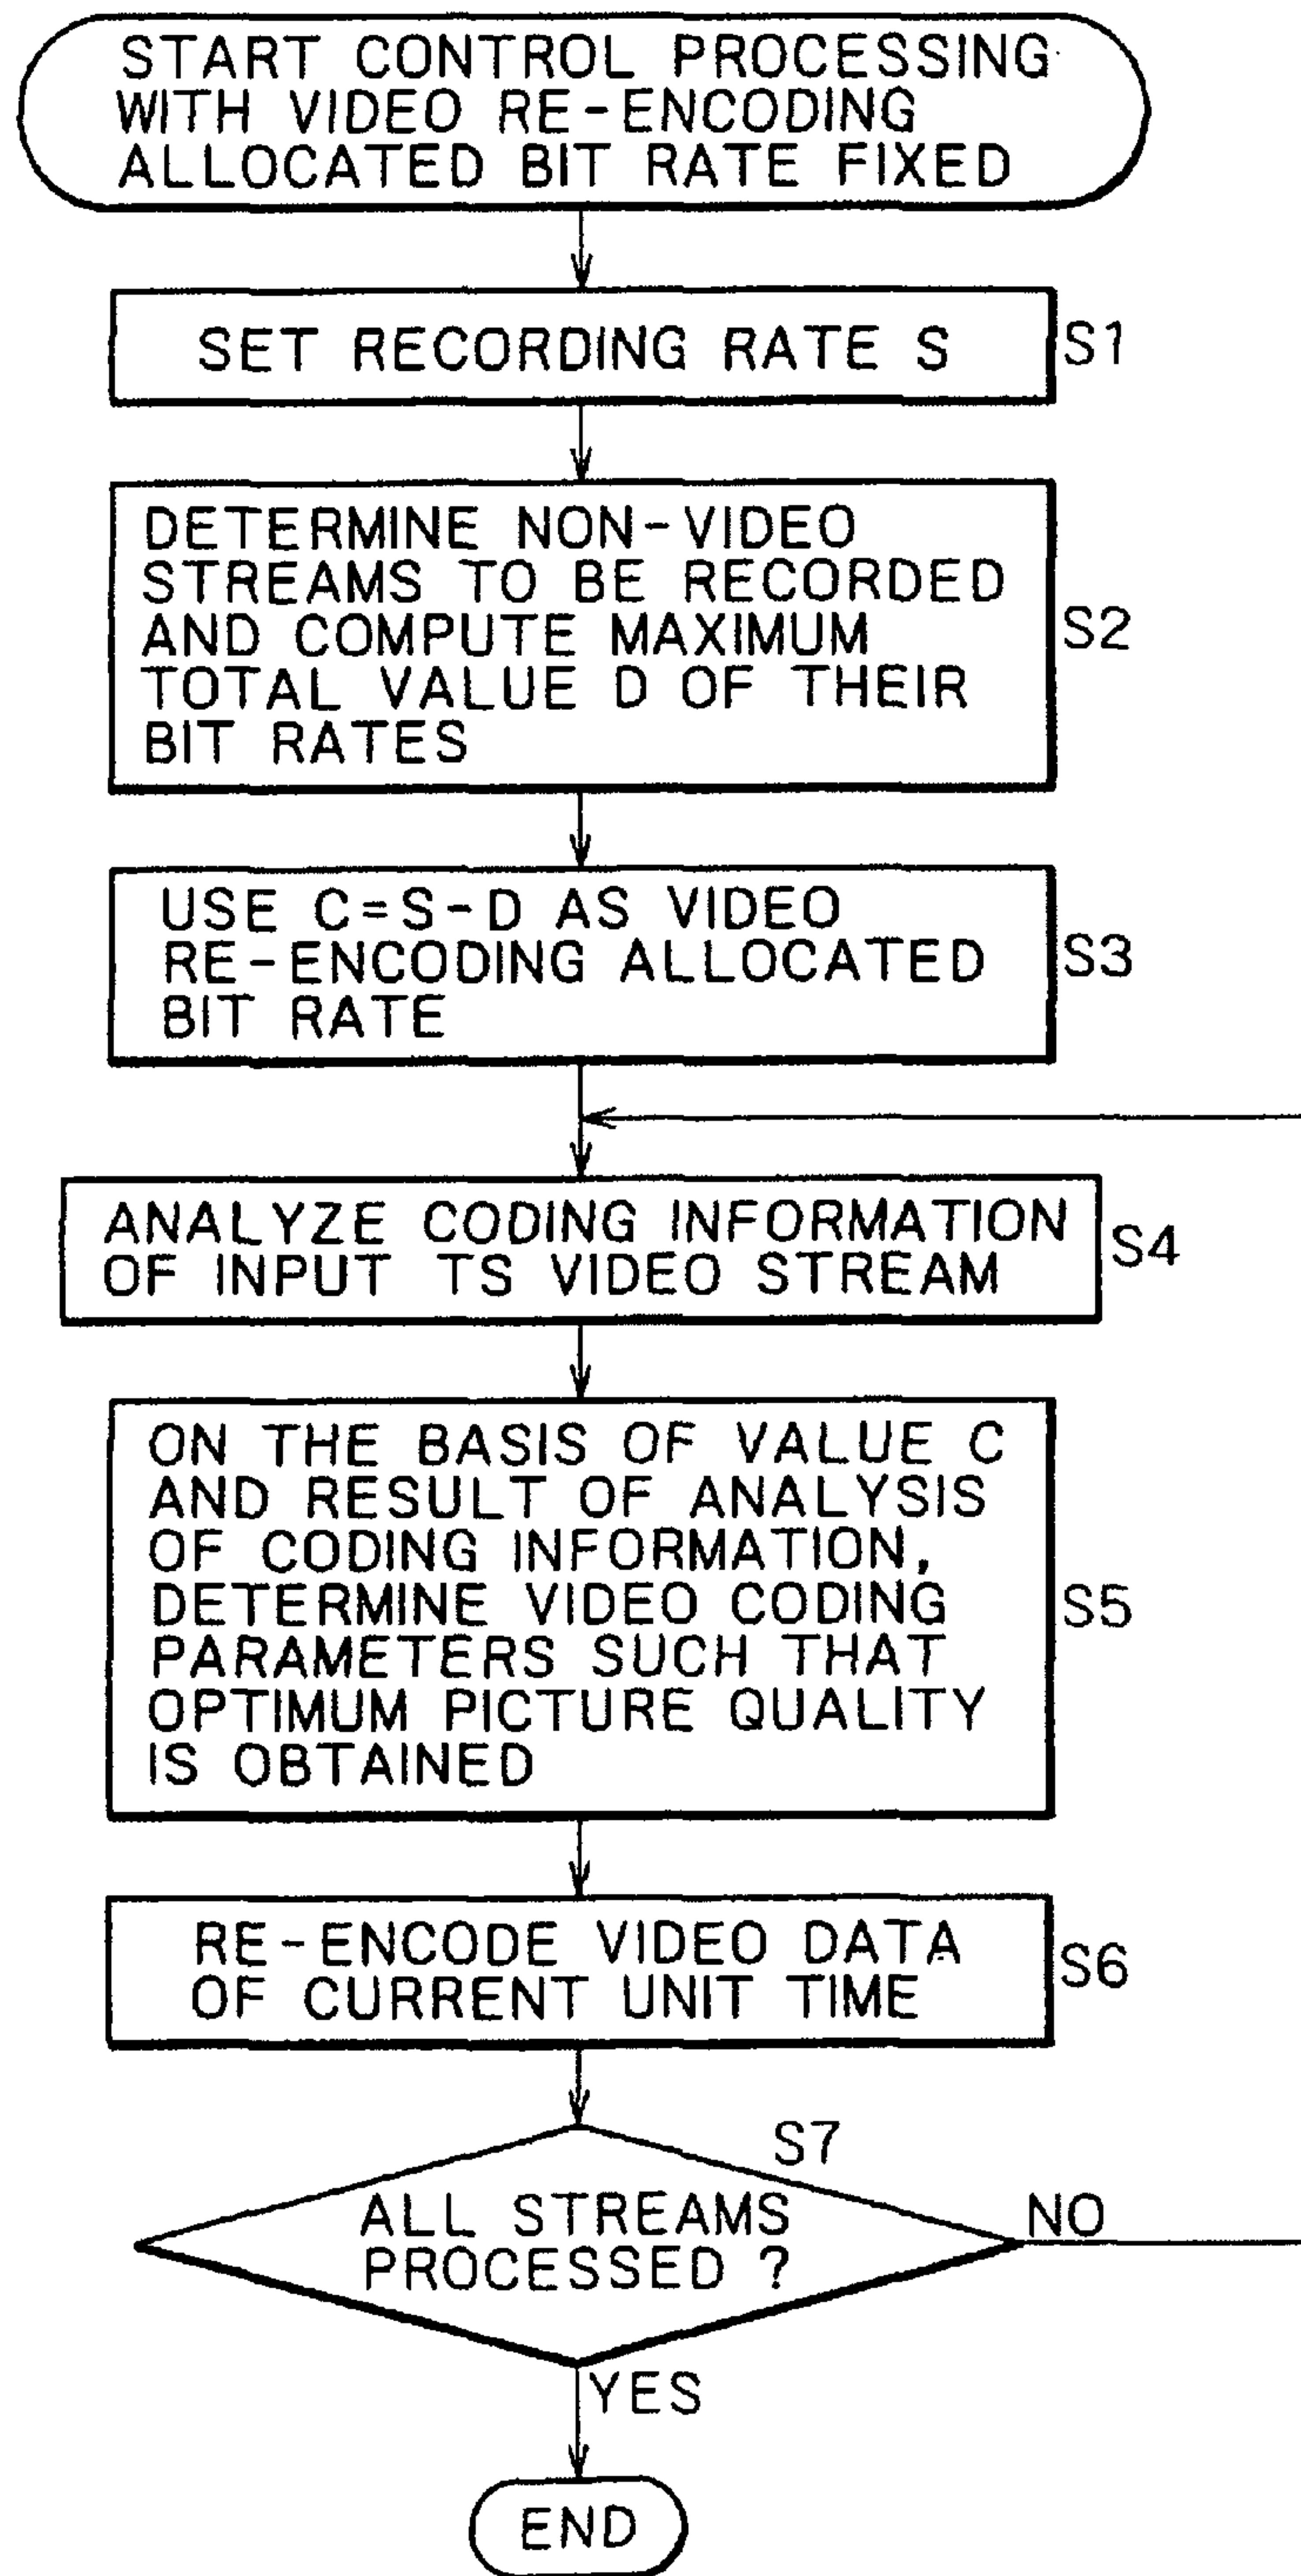 START CONTROL PROCESSING
WITH VIDEO RE-ENCODING
ALLOCATED BIT RATE FIXED
SET RECORDING RATE S
S1
DETERMINE NON-VIDEO
STREAMS TO BE RECORDED
AND COMPUTE MAXIMUM
TOTAL VALUE D OF THEIR
BIT RATES
S2
USE C=S-D AS VIDEO
RE-ENCODING ALLOCATED
BIT RATE
S3
ANALYZE CODING INFORMATION
OF INPUT TS VIDEO STREAM
S4
ON THE BASIS OF VALUE C
AND RESULT OF ANALYSIS
OF CODING INFORMATION,
DETERMINE VIDEO CODING
PARAMETERS SUCH THAT
OPTIMUM PICTURE QUALITY
IS OBTAINED
S5
RE-ENCODE VIDEO DATA
OF CURRENT UNIT TIME
S6
S7
ALL STREAMS
PROCESSED ?
NO
YES
END